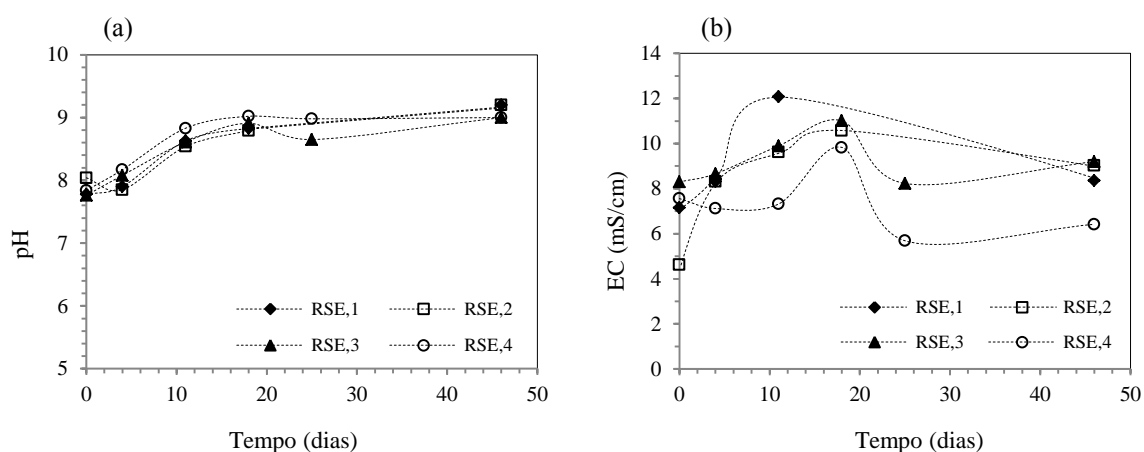 (a)
10
9
8
7
6
5
pH
RSE,1 RSE,2
RSE,3 RSE,4
0 10 20 30 40 50
Tempo (dias)
(b)
14
12
10
8
6
4
2
0
EC (mS/cm)
RSE,1 RSE,2
RSE,3 RSE,4
0 10 20 30 40 50
Tempo (dias)